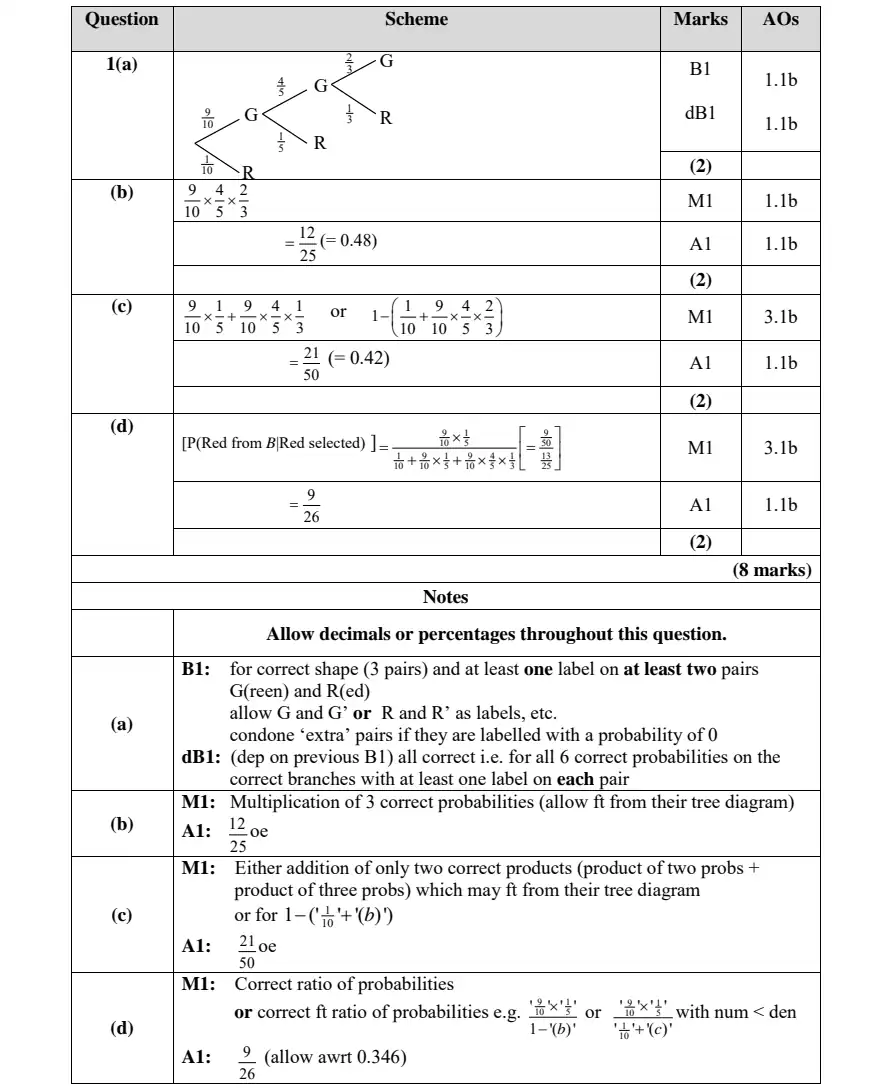 Question Scheme Marks AOs
1(a)
2/3 G
4/5 G
9/10 G 1/3 R
1/5 R
1/10 R
B1 1.1b
dB1 1.1b
(2)
(b) 9/10 × 4/5 × 2/3 M1 1.1b
= 12/25 (= 0.48) A1 1.1b
(2)
(c) 9/10 × 1/5 + 9/10 × 4/5 × 1/3 or 1−(1/10 + 9/10 × 4/5 × 2/3) M1 3.1b
= 21/50 (= 0.42) A1 1.1b
(2)
(d) [P(Red from B|Red selected) ] = (9/10 × 1/5)/(1/10 + 9/10 × 1/5 + 9/10 × 4/5 × 1/3) [= (9/50)/(13/25)] M1 3.1b
= 9/26 A1 1.1b
(2)
(8 marks)
Notes
Allow decimals or percentages throughout this question.
(a)
B1: for correct shape (3 pairs) and at least one label on at least two pairs
G(reen) and R(ed)
allow G and G’ or R and R’ as labels, etc.
condone ‘extra’ pairs if they are labelled with a probability of 0
dB1: (dep on previous B1) all correct i.e. for all 6 correct probabilities on the
correct branches with at least one label on each pair
(b)
M1: Multiplication of 3 correct probabilities (allow ft from their tree diagram)
A1: 12/25 oe
(c)
M1: Either addition of only two correct products (product of two probs +
product of three probs) which may ft from their tree diagram
or for 1−('1/10'+'(b)')
A1: 21/50 oe
(d)
M1: Correct ratio of probabilities
or correct ft ratio of probabilities e.g. ('9/10'×'1/5')/(1−'(b)') or ('9/10'×'1/5')/('1/10'+'(c)') with num < den
A1: 9/26 (allow awrt 0.346)